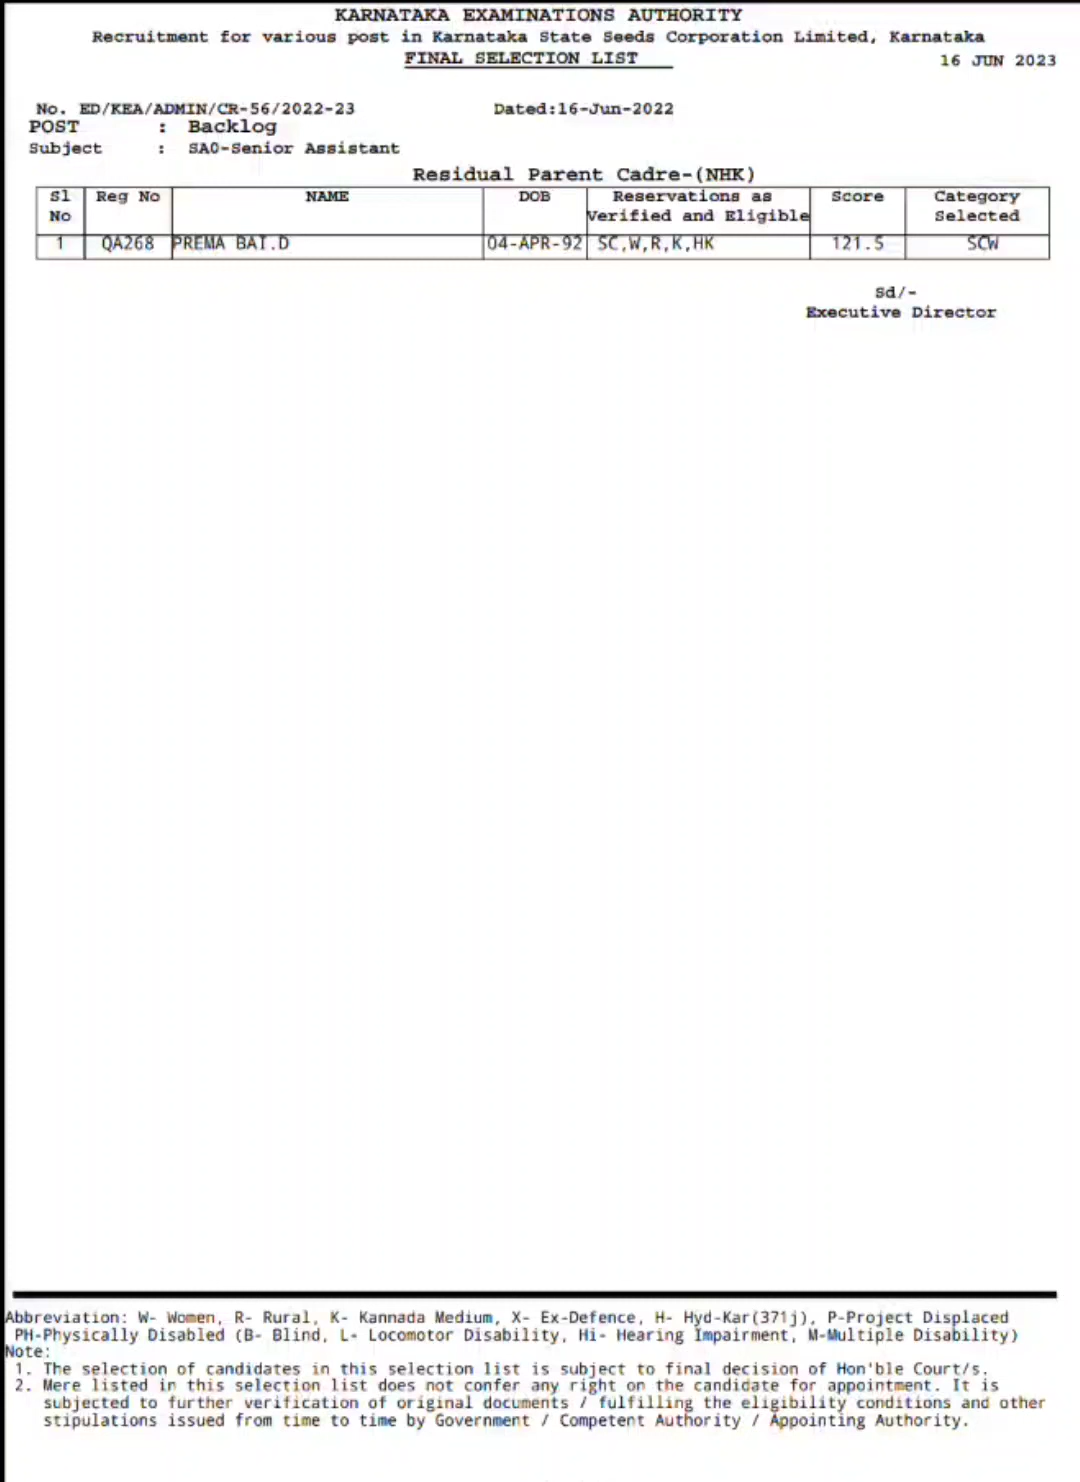 KARNATAKA EXAMINATIONS AUTHORITY
Recruitment for various post in Karnataka State Seeds Corporation Limited, Karnataka
FINAL SELECTION LIST
16 JUN 2023
No. ED/KEA/ADMIN/CR-56/2022-23 Dated:16-Jun-2022
POST : Backlog
Subject : SA0-Senior Assistant
Residual Parent Cadre-(NHK)
Sl No Reg No NAME DOB Reservations as Verified and Eligible Score Category Selected
1 QA268 PREMA BAI.D 04-APR-92 SC,W,R,K,HK 121.5 SCW
Sd/-
Executive Director
Abbreviation: W- Women, R- Rural, K- Kannada Medium, X- Ex-Defence, H- Hyd-Kar(371j), P-Project Displaced
PH-Physically Disabled (B- Blind, L- Locomotor Disability, Hi- Hearing Impairment, M-Multiple Disability)
Note:
1. The selection of candidates in this selection list is subject to final decision of Hon'ble Court/s.
2. Mere listed in this selection list does not confer any right on the candidate for appointment. It is
subjected to further verification of original documents / fulfilling the eligibility conditions and other
stipulations issued from time to time by Government / Competent Authority / Appointing Authority.